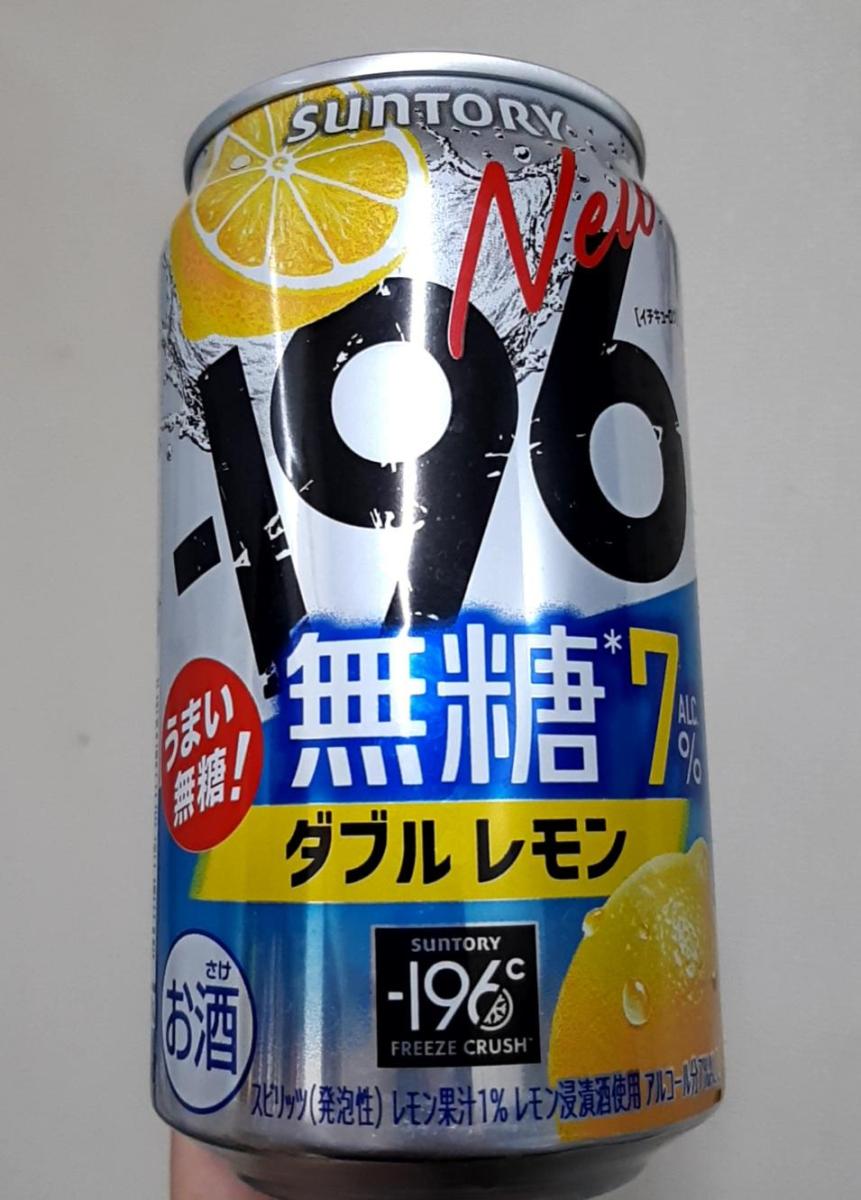 SUNTORY
New
-196
[イチキューロク]
無糖* 7 ALC. %
うまい
無糖!
ダブルレモン
SUNTORY
-196℃
FREEZE CRUSH™
さけ
お酒
スピリッツ(発泡性) レモン果汁1% レモン浸漬酒使用 アルコール分7%